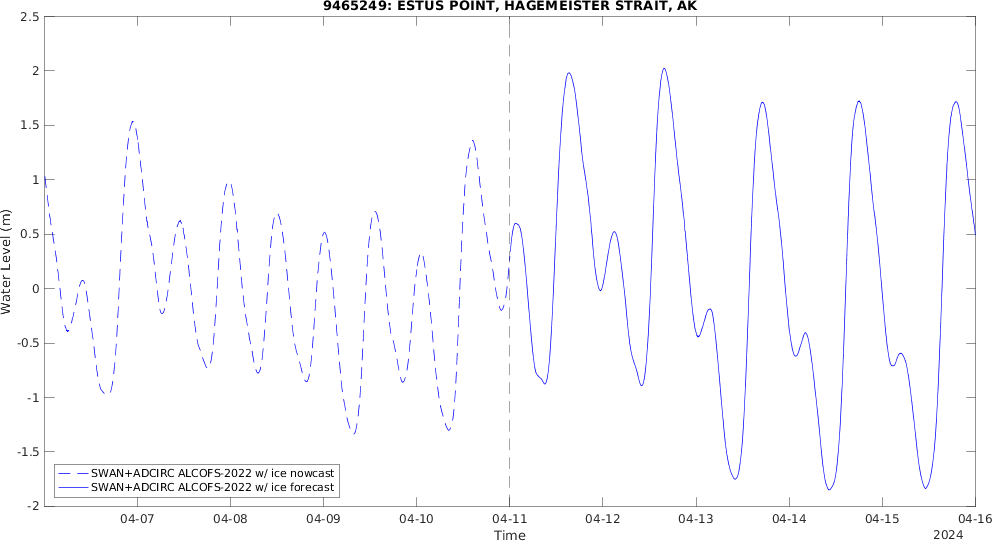 9465249: ESTUS POINT, HAGEMEISTER STRAIT, AK
2.5
2
1.5
1
0.5
0
-0.5
-1
-1.5
-2
Water Level (m)
SWAN+ADCIRC ALCOFS-2022 w/ ice nowcast
SWAN+ADCIRC ALCOFS-2022 w/ ice forecast
04-07 04-08 04-09 04-10 04-11 04-12 04-13 04-14 04-15 04-16
Time
2024